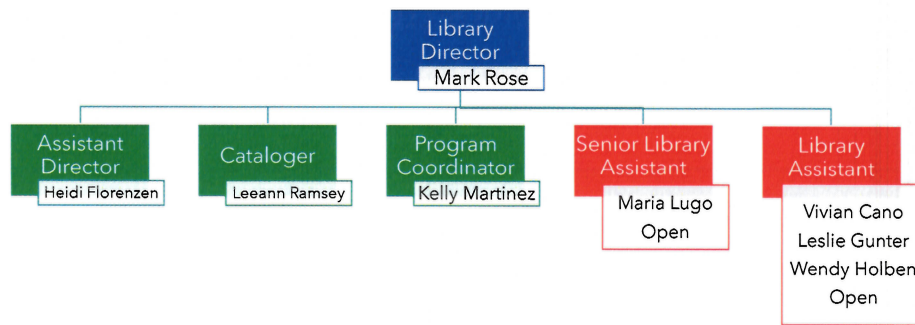 Library
Director
Mark Rose
Assistant
Director
Heidi Florenzen
Cataloger
Leeann Ramsey
Program
Coordinator
Kelly Martinez
Senior Library
Assistant
Maria Lugo
Open
Library
Assistant
Vivian Cano
Leslie Gunter
Wendy Holben
Open